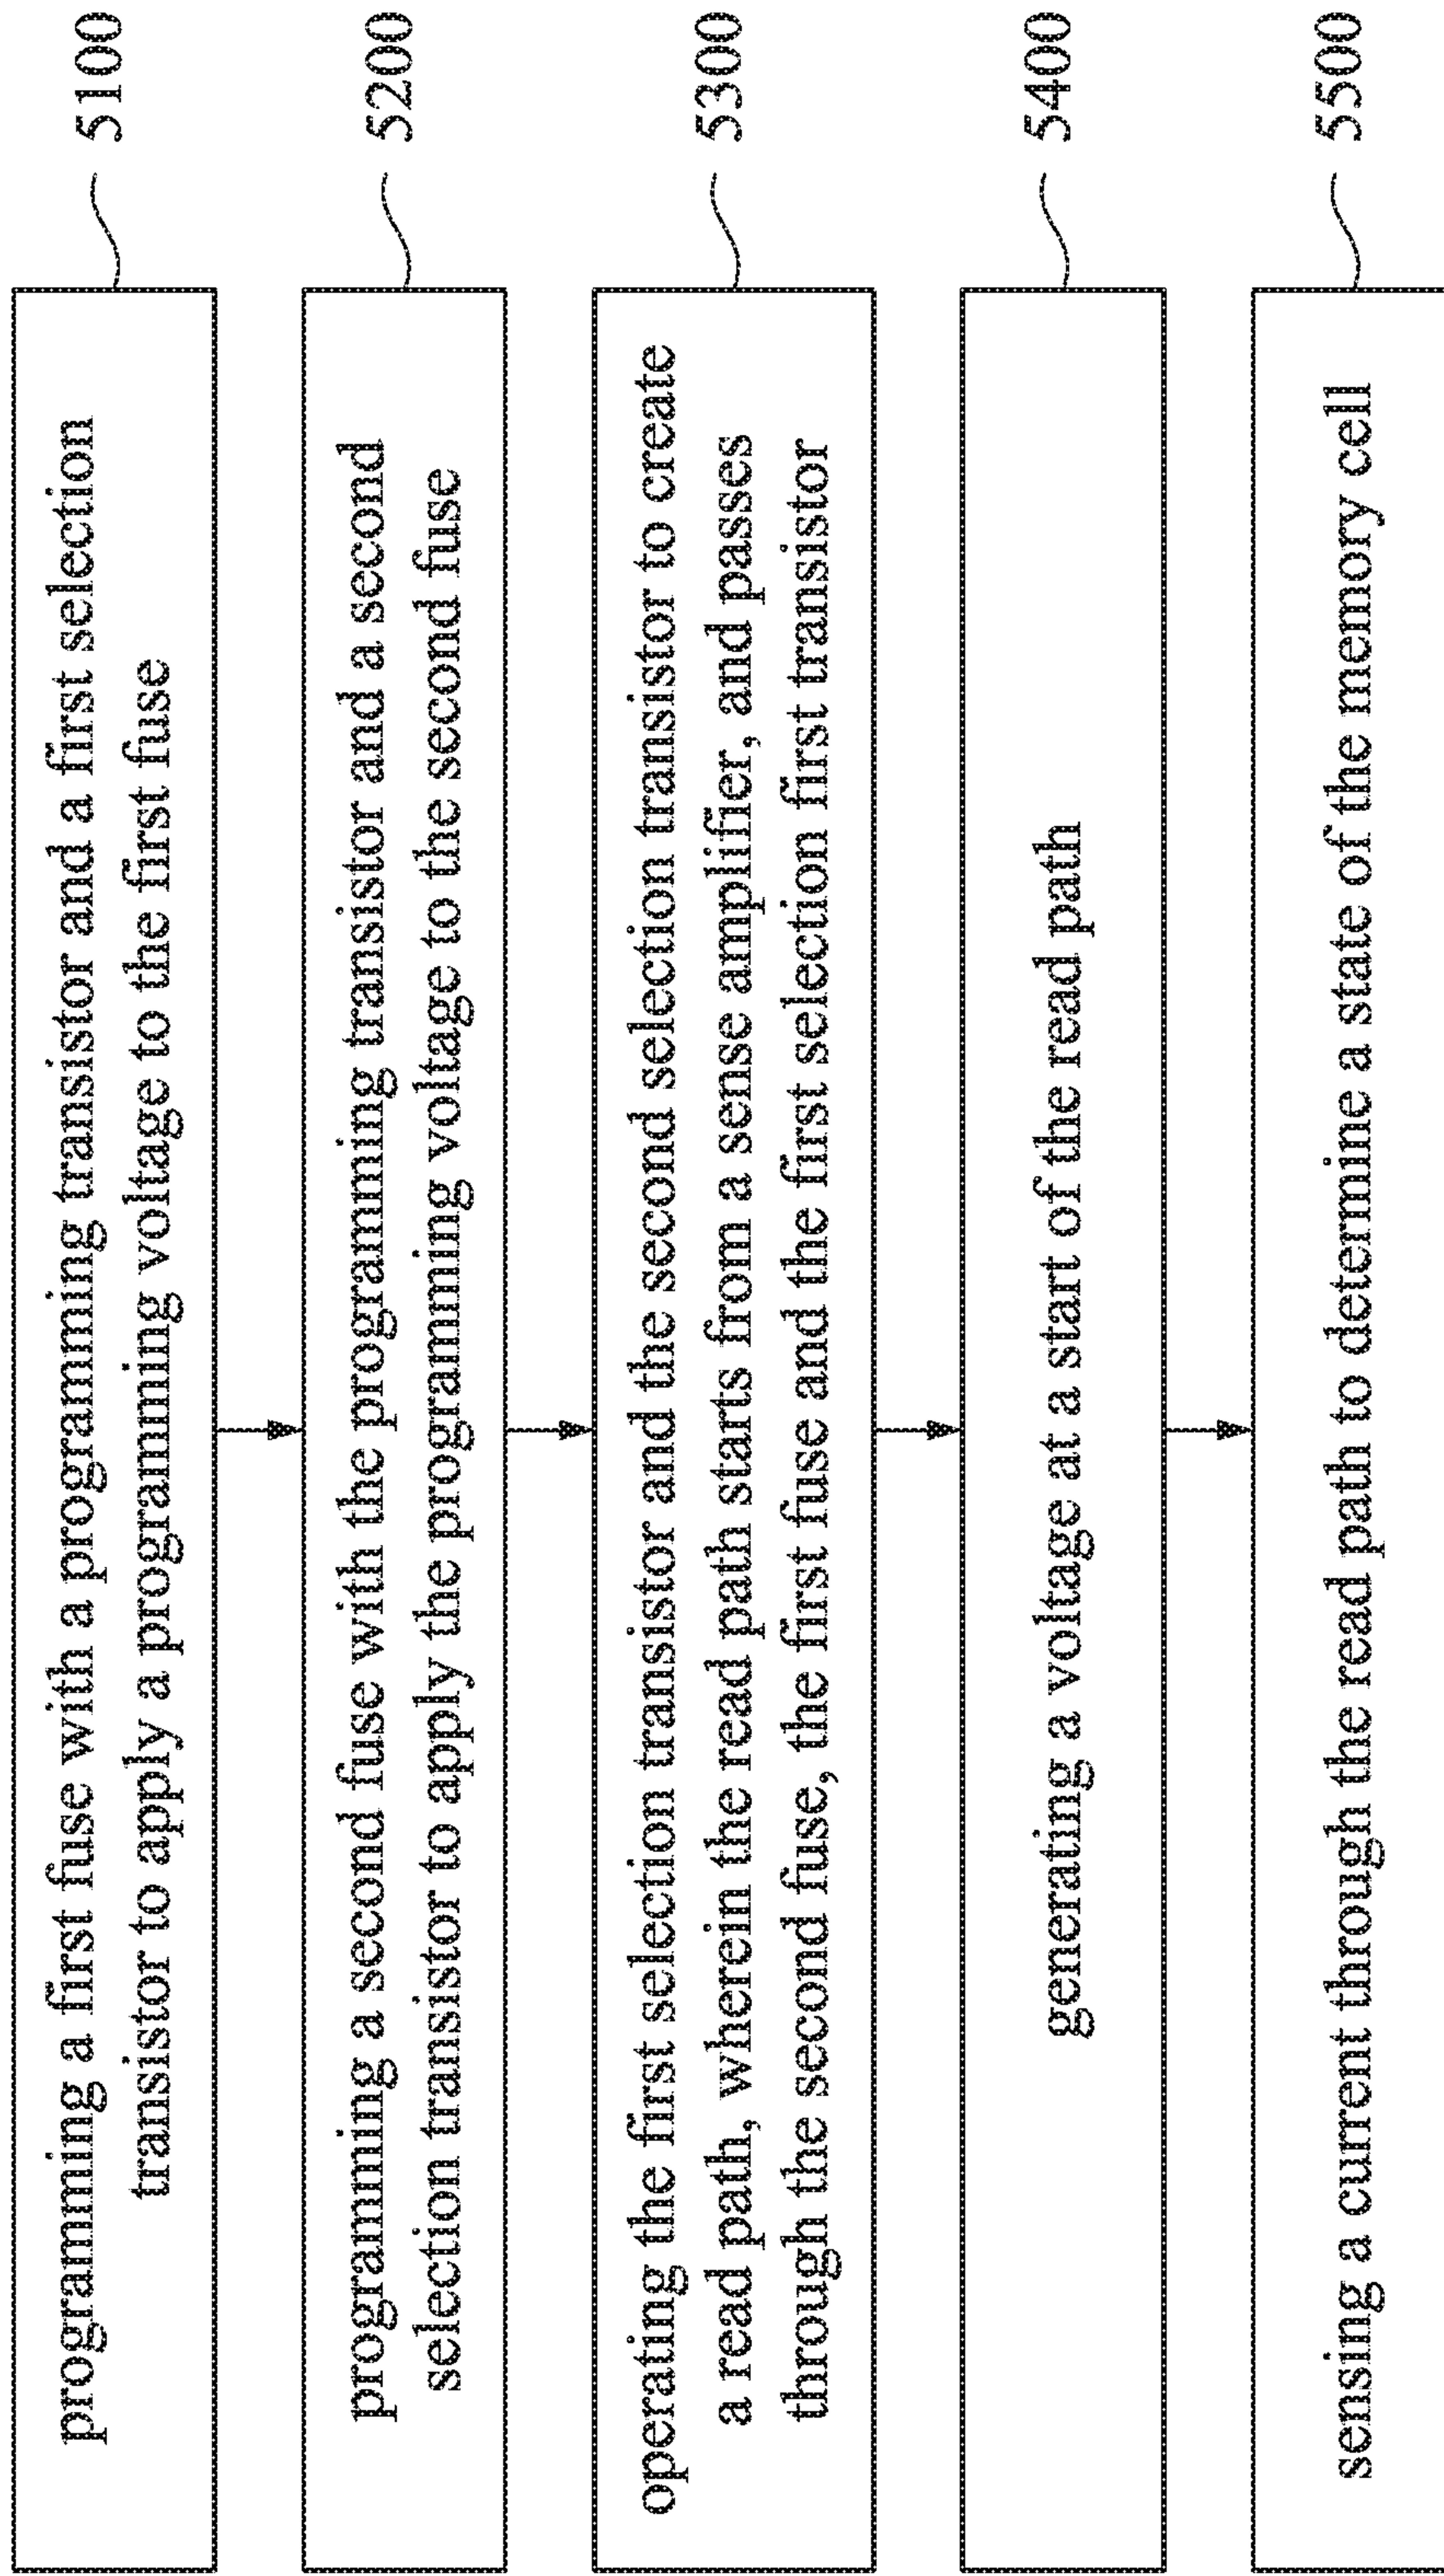 programming a first fuse with a programming transistor and a first selection
transistor to apply a programming voltage to the first fuse
5100
programming a second fuse with the programming transistor and a second
selection transistor to apply the programming voltage to the second fuse
5200
operating the first selection transistor and the second selection transistor to create
a read path, wherein the read path starts from a sense amplifier, and passes
through the second fuse, the first fuse and the first selection first transistor
5300
generating a voltage at a start of the read path
5400
sensing a current through the read path to determine a state of the memory cell
5500